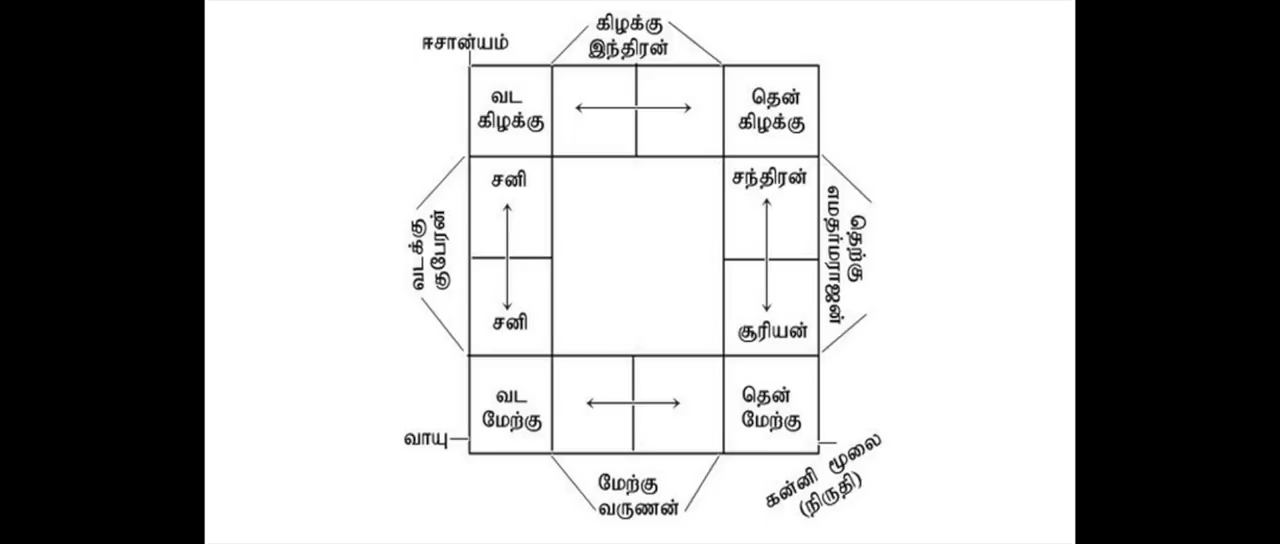 கிழக்கு
இந்திரன்
ஈசான்யம்
வட
கிழக்கு
தென்
கிழக்கு
சனி
சந்திரன்
வடக்கு
குபேரன்
தெற்கு
எமதர்மராஜன்
சனி
சூரியன்
வட
மேற்கு
தென்
மேற்கு
வாயு
மேற்கு
வருணன்
கன்னி மூலை
(நிருதி)